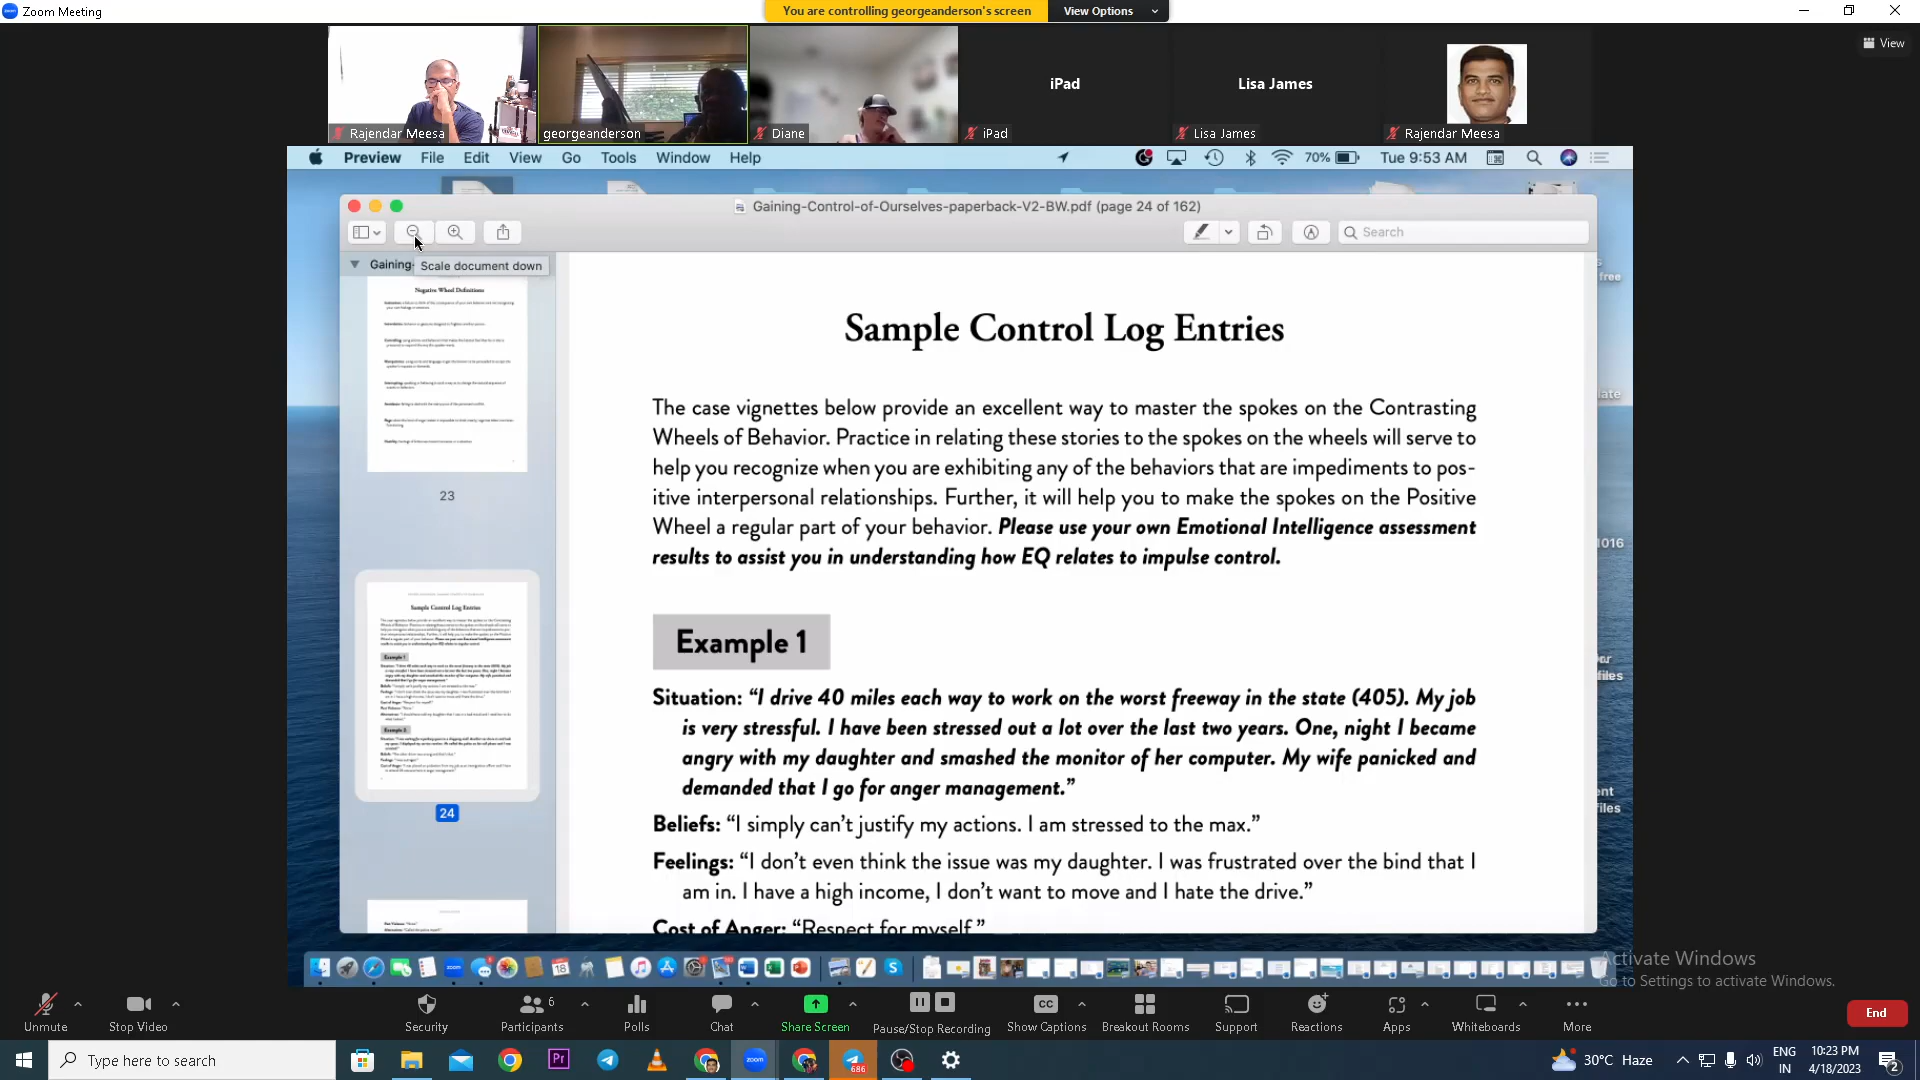 Zoom Meeting
You are controlling georgeanderson's screen
View Options
View
Rajendar Meesa
georgeanderson
Diane
iPad
iPad
Lisa James
Lisa James
Rajendar Meesa
Preview File Edit View Go Tools Window Help
70% Tue 9:53 AM
Gaining-Control-of-Ourselves-paperback-V2-BW.pdf (page 24 of 162)
Search
Gaining-
Scale document down
Negative Wheel Definitions
23
Sample Control Log Entries
Example 1
Example 2
24
Sample Control Log Entries
The case vignettes below provide an excellent way to master the spokes on the Contrasting
Wheels of Behavior. Practice in relating these stories to the spokes on the wheels will serve to
help you recognize when you are exhibiting any of the behaviors that are impediments to pos-
itive interpersonal relationships. Further, it will help you to make the spokes on the Positive
Wheel a regular part of your behavior. Please use your own Emotional Intelligence assessment
results to assist you in understanding how EQ relates to impulse control.
Example 1
Situation: “I drive 40 miles each way to work on the worst freeway in the state (405). My job
is very stressful. I have been stressed out a lot over the last two years. One, night I became
angry with my daughter and smashed the monitor of her computer. My wife panicked and
demanded that I go for anger management.”
Beliefs: “I simply can’t justify my actions. I am stressed to the max.”
Feelings: “I don’t even think the issue was my daughter. I was frustrated over the bind that I
am in. I have a high income, I don’t want to move and I hate the drive.”
Cost of Anger: “Respect for myself.”
free
1016
files
Activate Windows
Go to Settings to activate Windows.
Unmute
Stop Video
Security
Participants
6
Polls
Chat
Share Screen
Pause/Stop Recording
CC
Show Captions
Breakout Rooms
Support
Reactions
Apps
Whiteboards
More
End
Type here to search
Pr
zoom
686
30°C Haze
ENG
IN
10:23 PM
4/18/2023
2